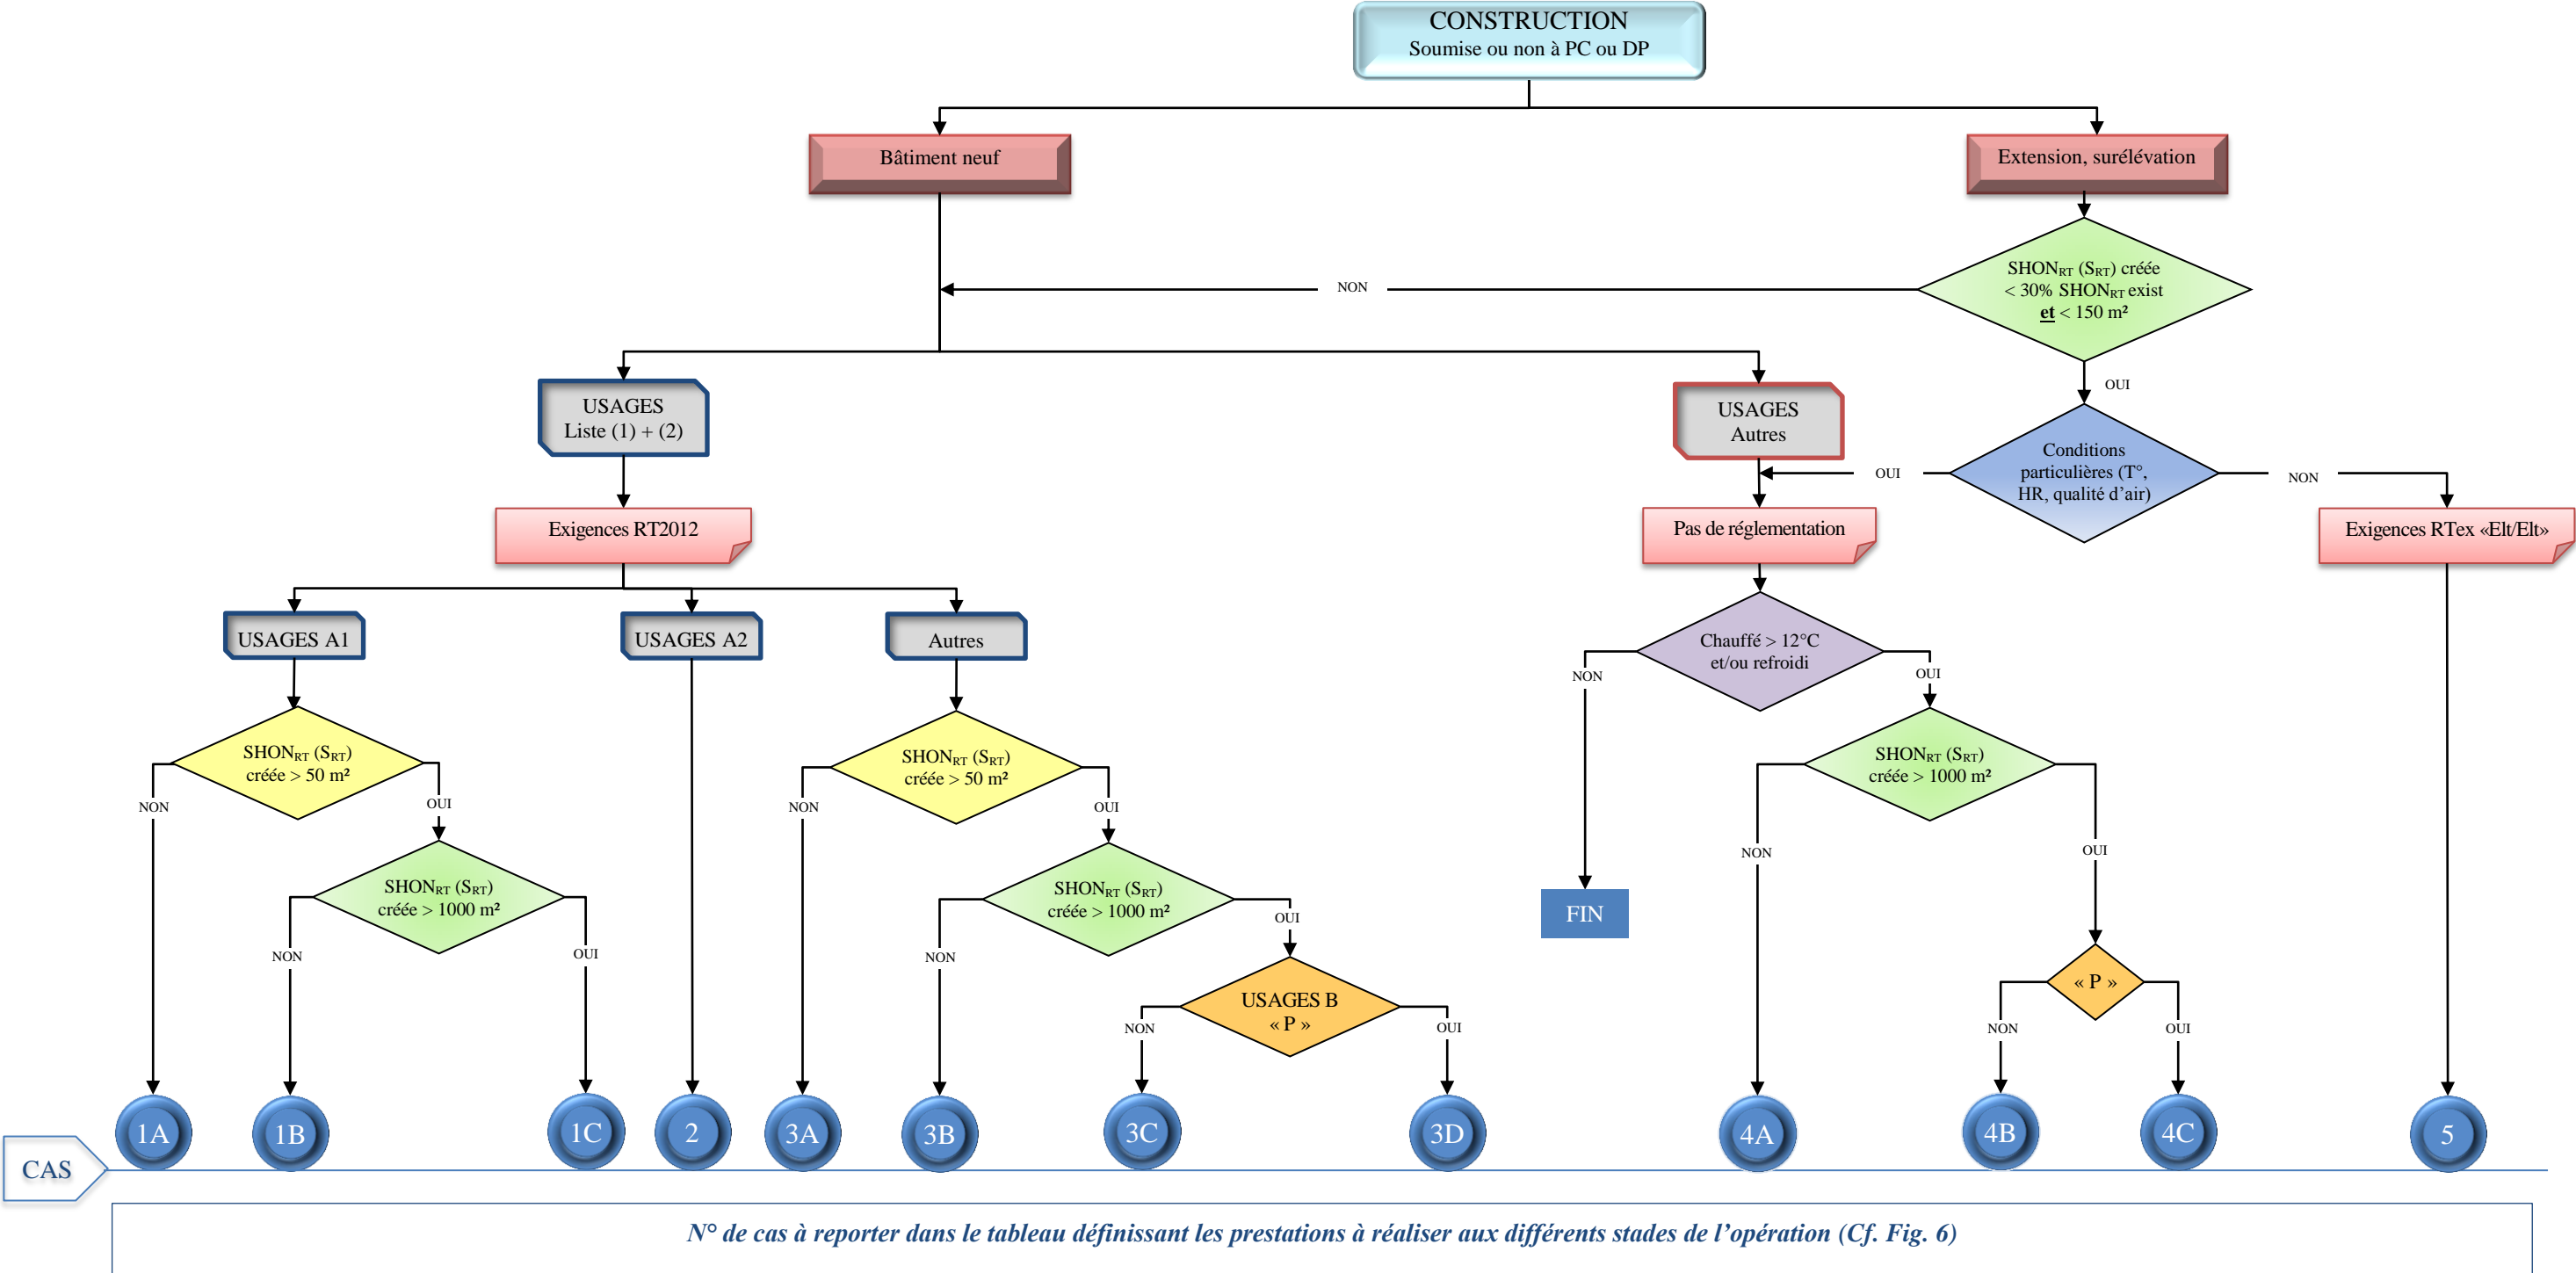 CONSTRUCTION
Soumise ou non à PC ou DP
Bâtiment neuf
Extension, surélévation
SHONRT (SRT) créée
< 30% SHONRT exist
et < 150 m²
NON
OUI
USAGES
Liste (1) + (2)
USAGES
Autres
Conditions
particulières (T°,
HR, qualité d’air)
OUI
NON
Exigences RT2012
Pas de réglementation
Exigences RTex «Elt/Elt»
USAGES A1
USAGES A2
Autres
Chauffé > 12°C
et/ou refroidi
NON
OUI
SHONRT (SRT)
créée > 50 m²
NON
OUI
SHONRT (SRT)
créée > 50 m²
NON
OUI
SHONRT (SRT)
créée > 1000 m²
NON
OUI
SHONRT (SRT)
créée > 1000 m²
NON
OUI
SHONRT (SRT)
créée > 1000 m²
NON
OUI
FIN
USAGES B
« P »
NON
OUI
« P »
NON
OUI
CAS
1A
1B
1C
2
3A
3B
3C
3D
4A
4B
4C
5
N° de cas à reporter dans le tableau définissant les prestations à réaliser aux différents stades de l’opération (Cf. Fig. 6)